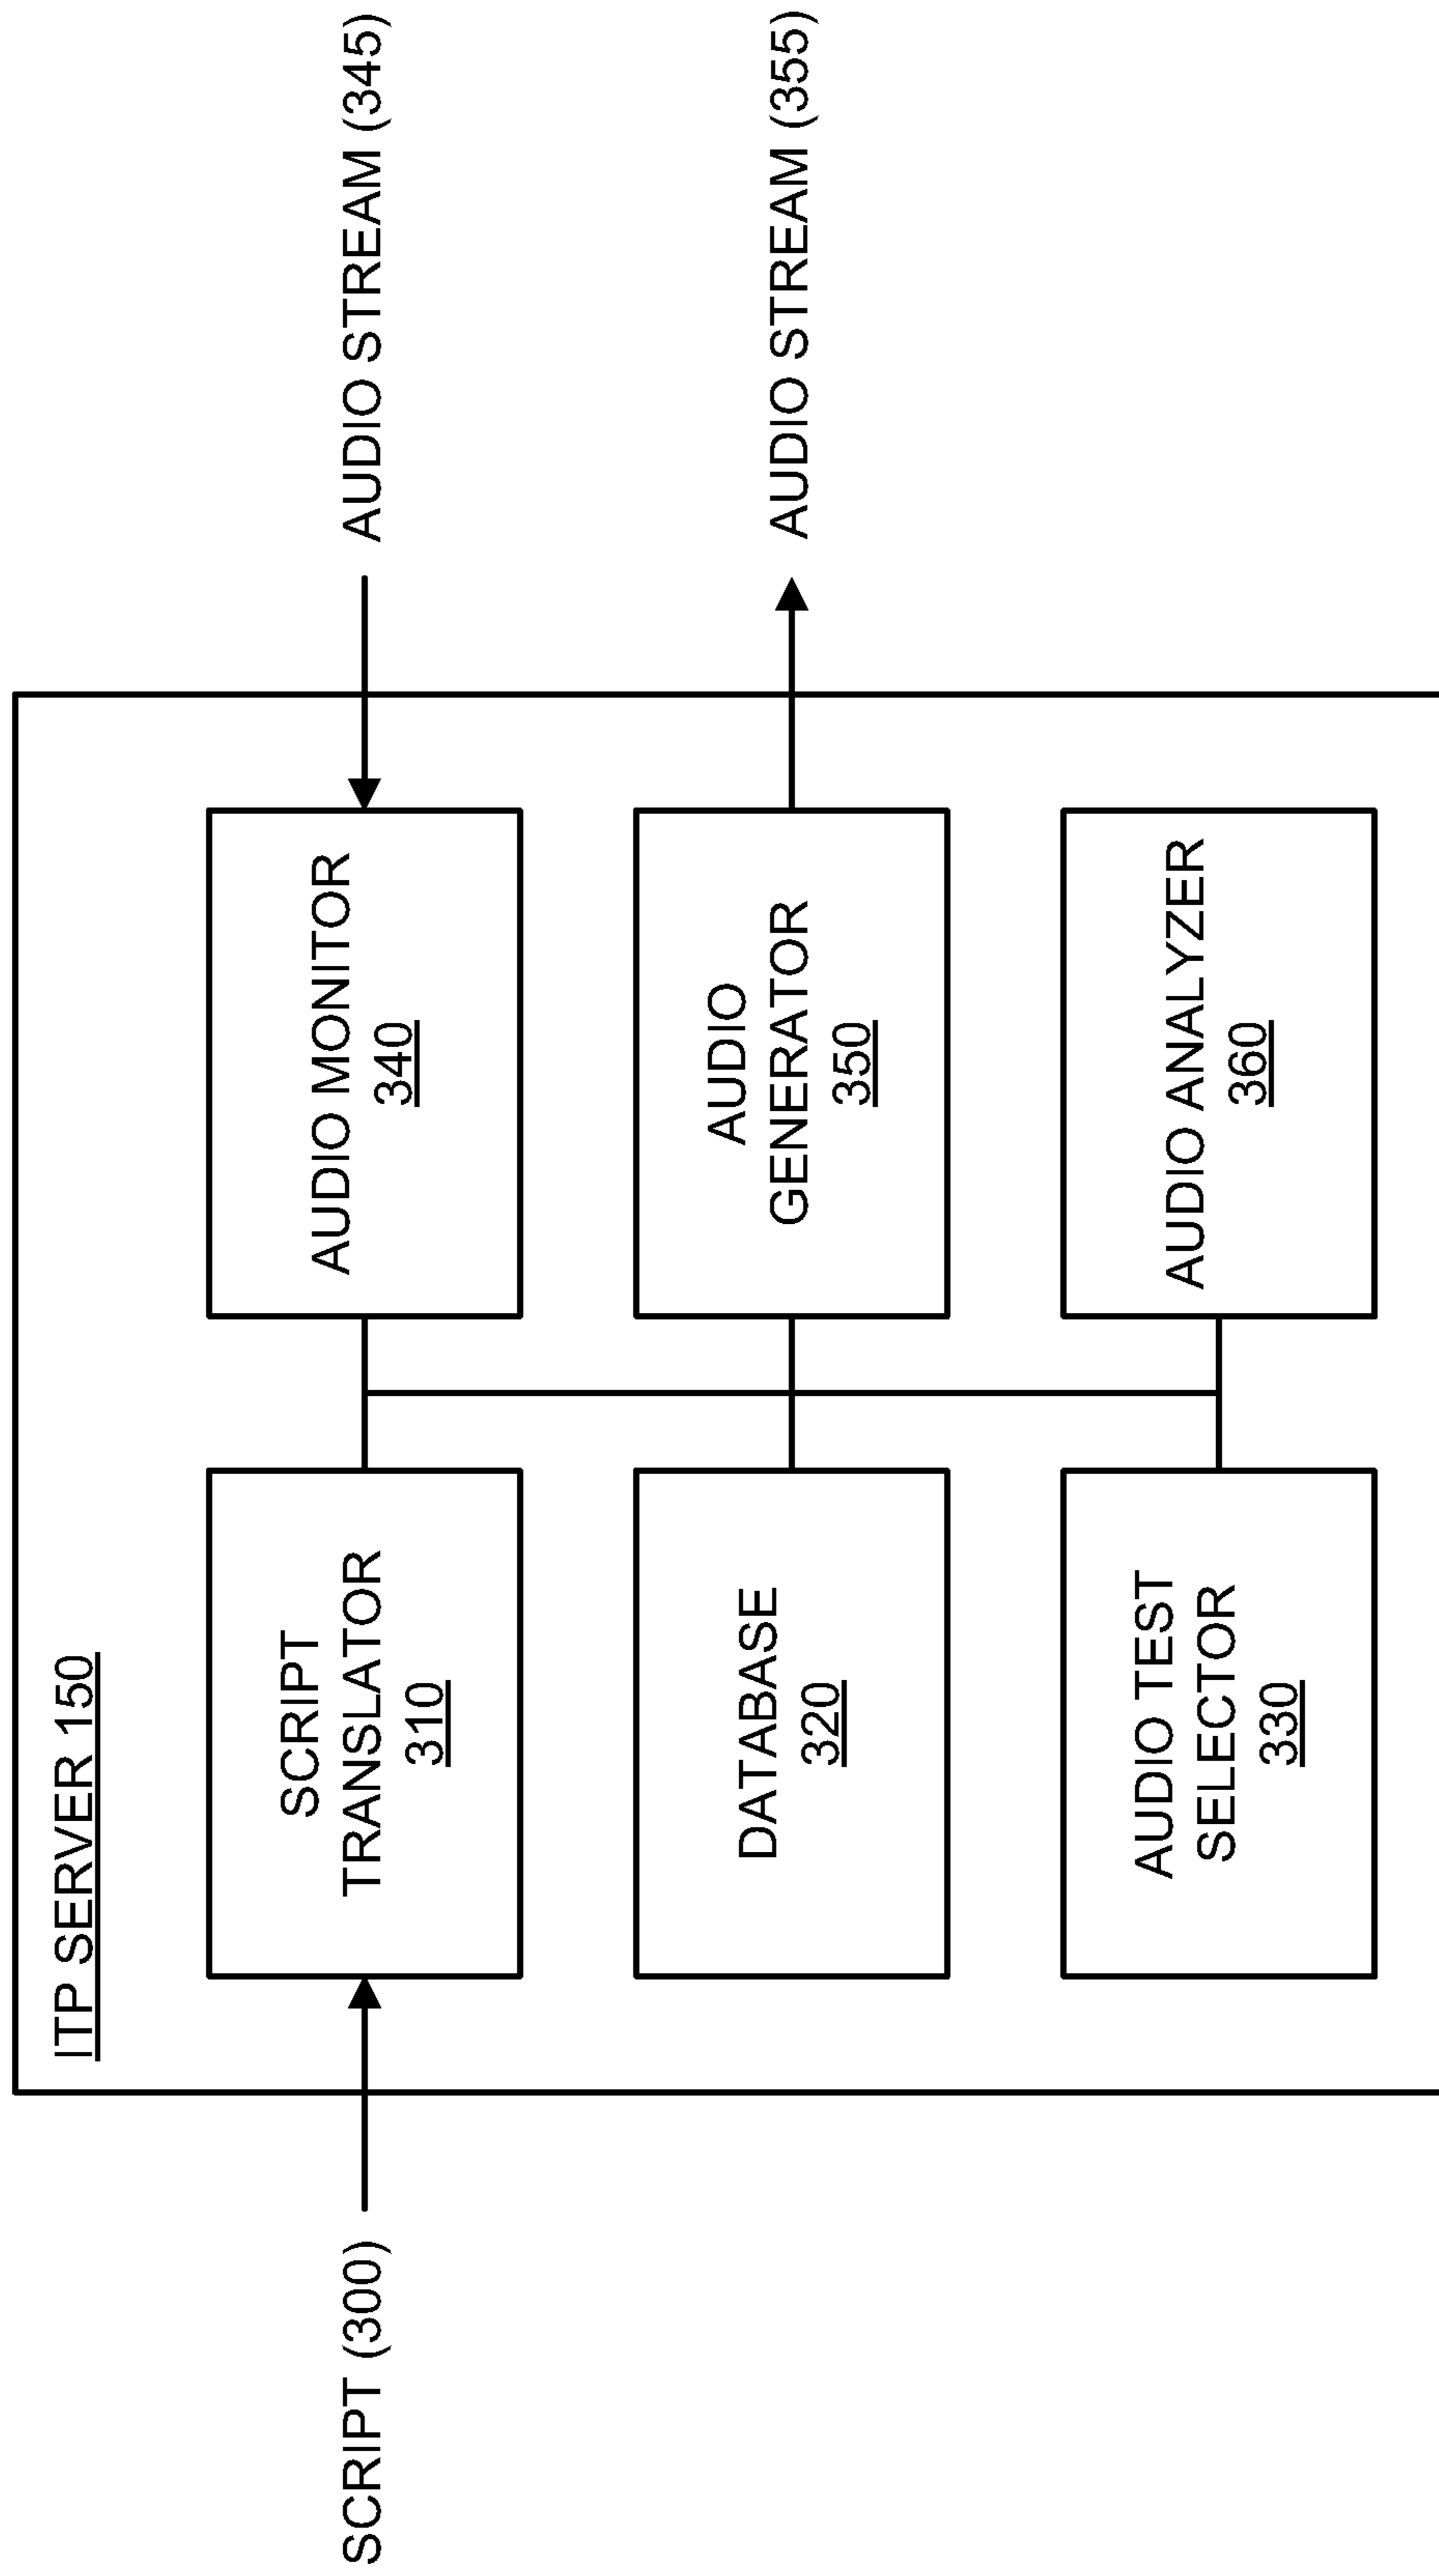 ITP SERVER 150
SCRIPT (300)
SCRIPT
TRANSLATOR
310
AUDIO MONITOR
340
AUDIO STREAM (345)
DATABASE
320
AUDIO
GENERATOR
350
AUDIO STREAM (355)
AUDIO TEST
SELECTOR
330
AUDIO ANALYZER
360